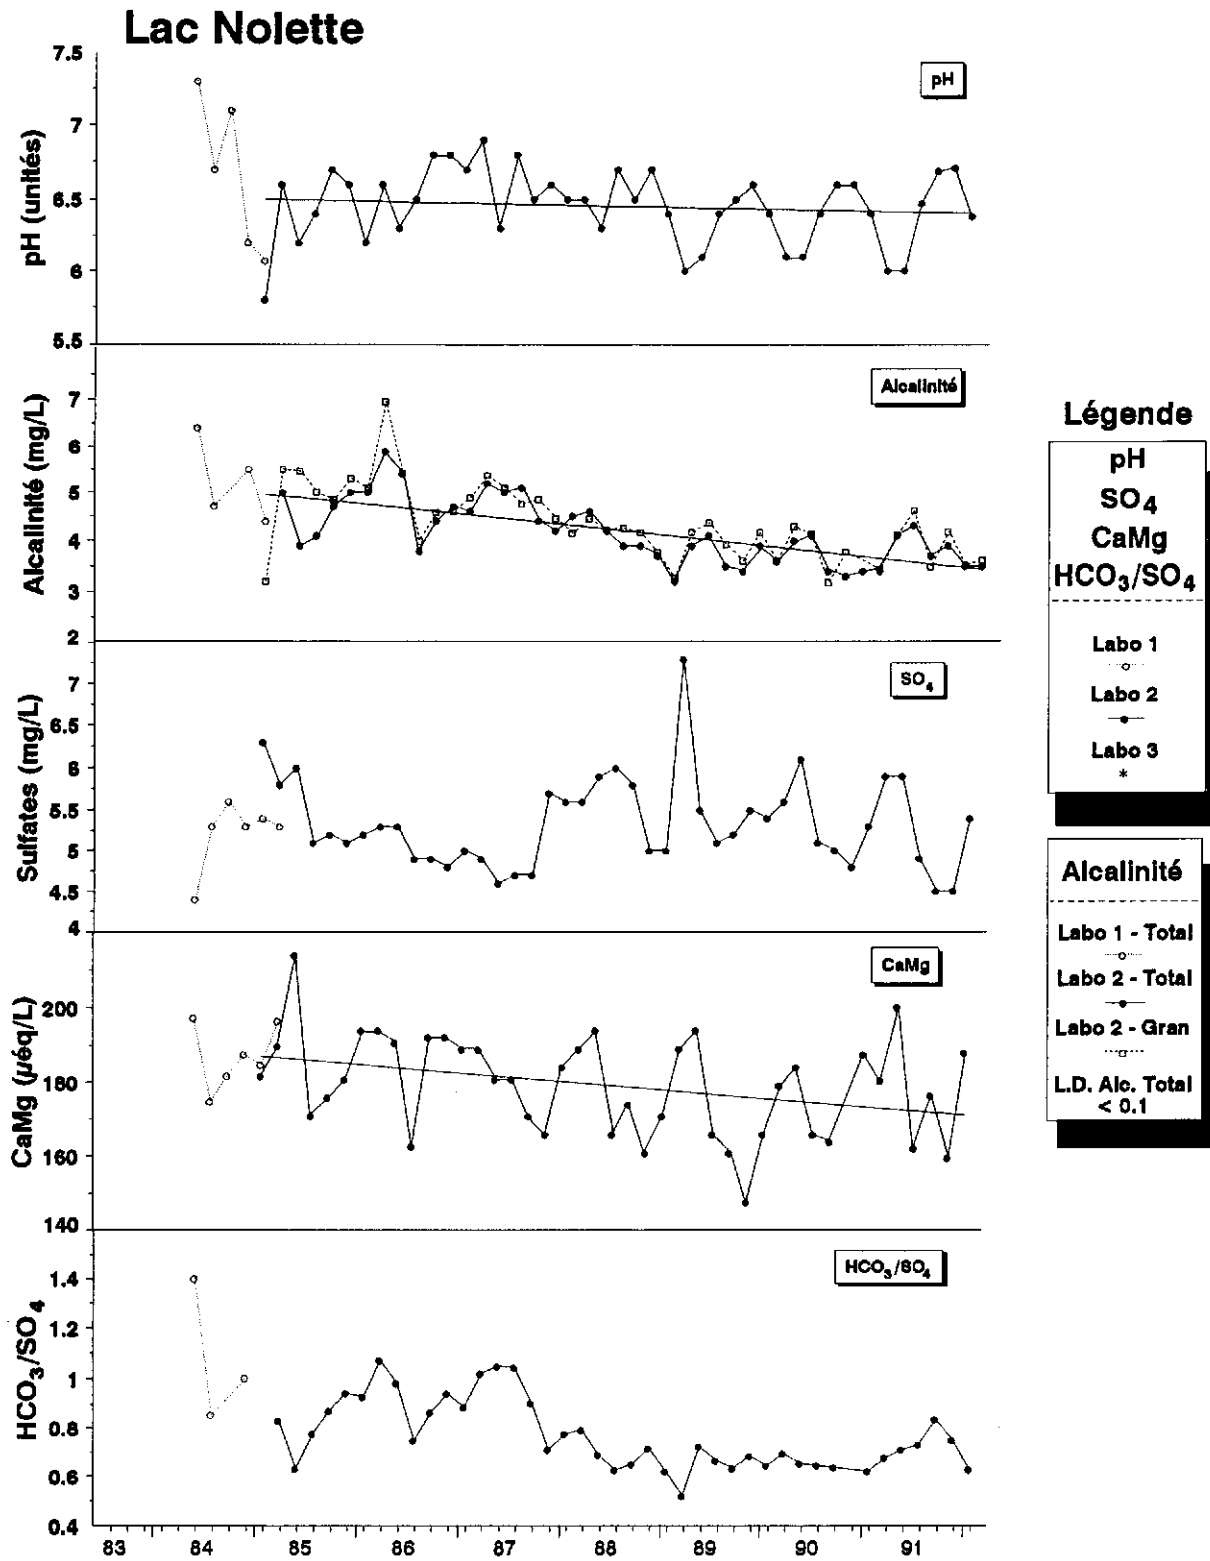 Lac Nolette
7.5
7
6.5
6
5.5
pH (unités)
pH
7
6
5
4
3
2
Alcalinité (mg/L)
Alcalinité
7
6.5
6
5.5
5
4.5
4
Sulfates (mg/L)
SO4
200
180
160
140
CaMg (µéq/L)
CaMg
1.4
1.2
1
0.8
0.6
0.4
HCO3/SO4
HCO3/SO4
83 84 85 86 87 88 89 90 91
Légende
pH
SO4
CaMg
HCO3/SO4
Labo 1
Labo 2
Labo 3
*
Alcalinité
Labo 1 - Total
Labo 2 - Total
Labo 2 - Gran
L.D. Alc. Total
< 0.1